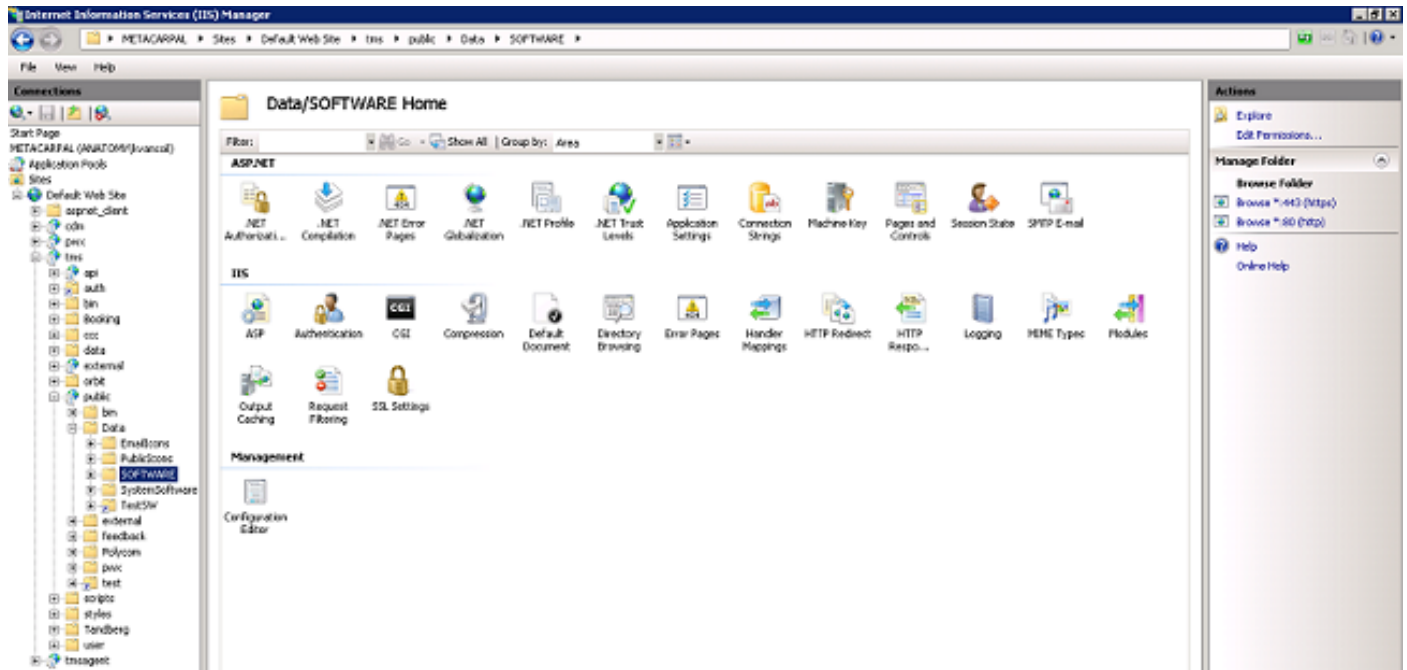 Internet Information Services (IIS) Manager
METACARPAL Sites Default Web Site tms public Data SOFTWARE
File View Help
Connections
Start Page
METACARPAL
Application Pools
Sites
Default Web Site
aspnet_client
cdm
pwx
tms
api
auth
bin
Booking
ccc
data
external
orbit
public
bin
Data
EmailIcons
PublicIcons
SOFTWARE
SystemSoftware
TestSW
external
feedback
Polycom
pwx
test
scripts
styles
Tandberg
user
tmsagent
Data/SOFTWARE Home
Filter: Go Show All Group by: Area
ASP.NET
.NET Authorizati... .NET Compilation .NET Error Pages .NET Globalization .NET Profile .NET Trust Levels Application Settings Connection Strings Machine Key Pages and Controls Session State SMTP E-mail
IIS
ASP Authentication CGI Compression Default Document Directory Browsing Error Pages Handler Mappings HTTP Redirect HTTP Respo... Logging MIME Types Modules
Output Caching Request Filtering SSL Settings
Management
Configuration Editor
Actions
Explore
Edit Permissions...
Manage Folder
Browse Folder
Browse *:443 (https)
Browse *:80 (http)
Help
Online Help